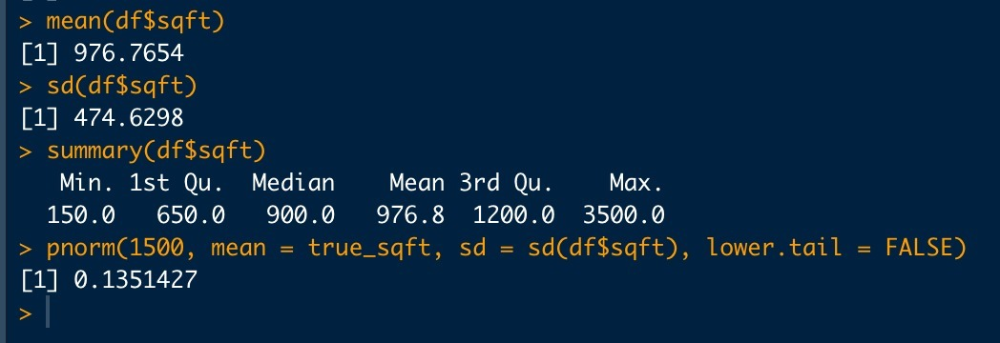 > mean(df$sqft)
[1] 976.7654
> sd(df$sqft)
[1] 474.6298
> summary(df$sqft)
   Min. 1st Qu.  Median    Mean 3rd Qu.    Max.
  150.0   650.0   900.0   976.8  1200.0  3500.0
> pnorm(1500, mean = true_sqft, sd = sd(df$sqft), lower.tail = FALSE)
[1] 0.1351427
>